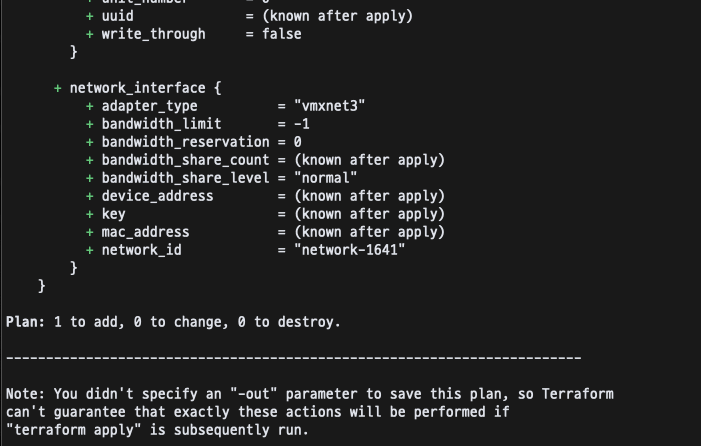 + uuid = (known after apply)
+ write_through = false
}
+ network_interface {
+ adapter_type = "vmxnet3"
+ bandwidth_limit = -1
+ bandwidth_reservation = 0
+ bandwidth_share_count = (known after apply)
+ bandwidth_share_level = "normal"
+ device_address = (known after apply)
+ key = (known after apply)
+ mac_address = (known after apply)
+ network_id = "network-1641"
}
}
Plan: 1 to add, 0 to change, 0 to destroy.
------------------------------------------------------------------------
Note: You didn't specify an "-out" parameter to save this plan, so Terraform
can't guarantee that exactly these actions will be performed if
"terraform apply" is subsequently run.